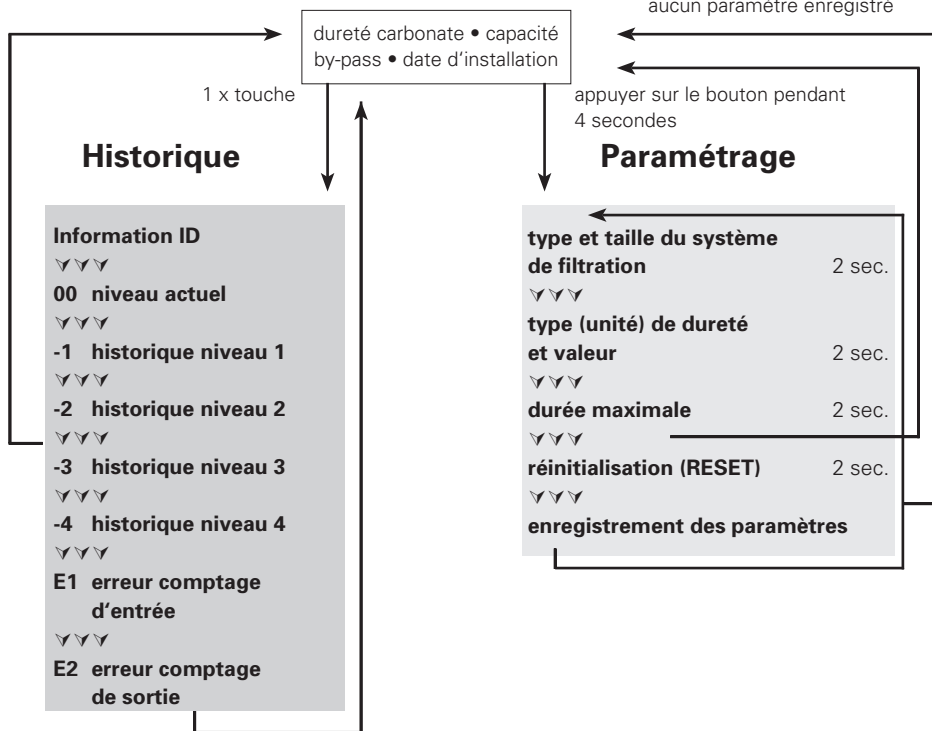 aucun paramètre enregistré
dureté carbonate • capacité
by-pass • date d'installation
1 x touche
appuyer sur le bouton pendant
4 secondes
Historique
Information ID
00 niveau actuel
-1 historique niveau 1
-2 historique niveau 2
-3 historique niveau 3
-4 historique niveau 4
E1 erreur comptage
d'entrée
E2 erreur comptage
de sortie
Paramétrage
type et taille du système
de filtration 2 sec.
type (unité) de dureté
et valeur 2 sec.
durée maximale 2 sec.
réinitialisation (RESET) 2 sec.
enregistrement des paramètres